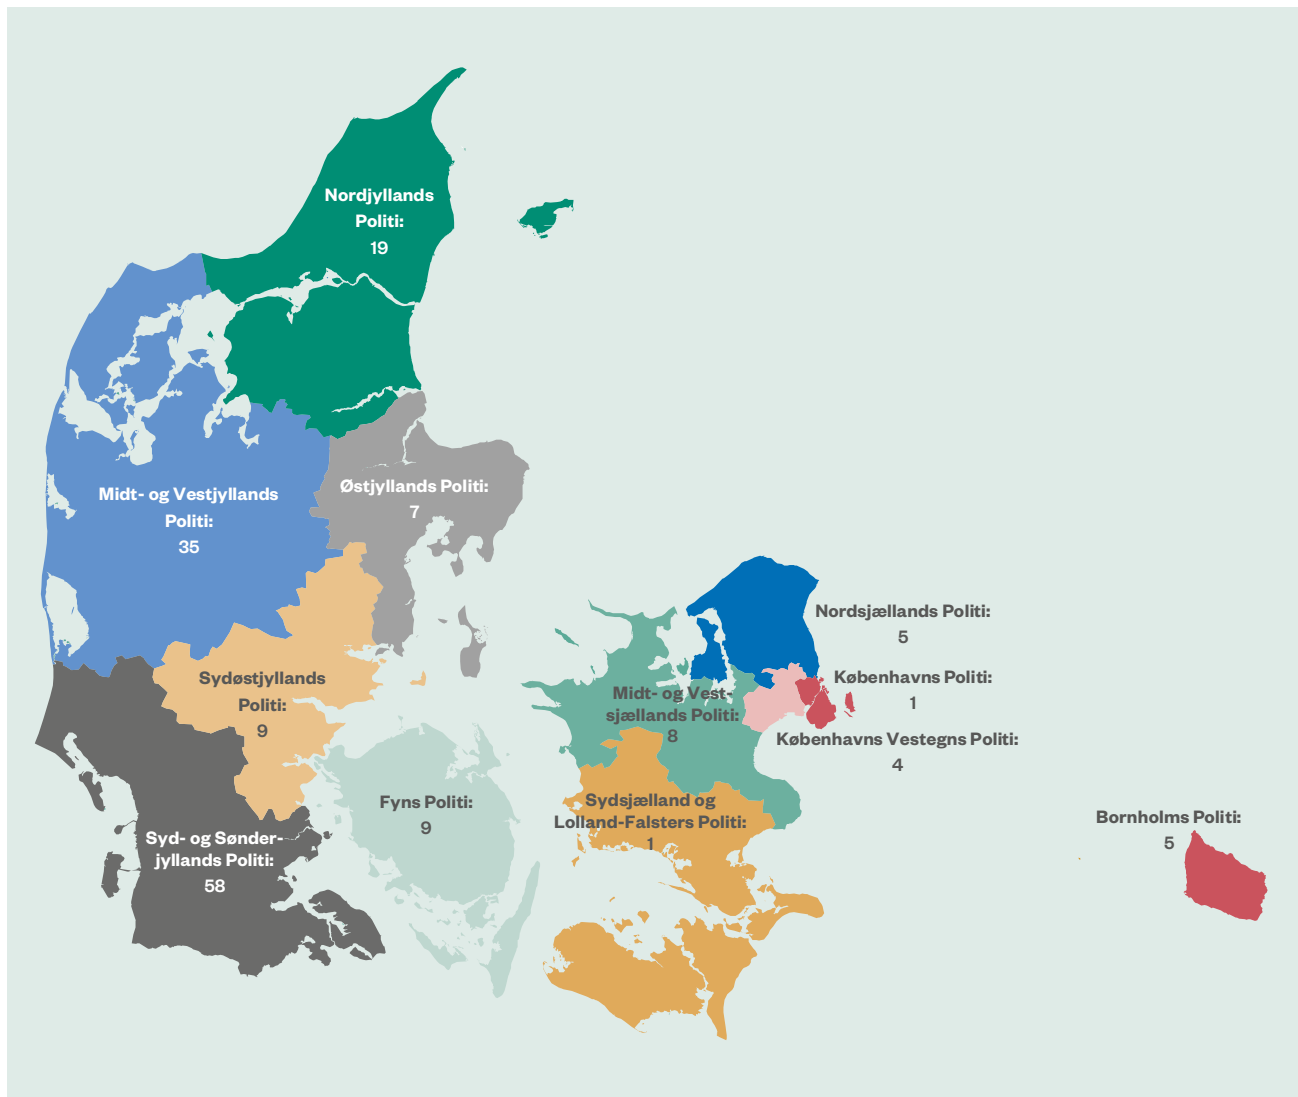 Nordjyllands
Politi:
19
Midt- og Vestjyllands
Politi:
35
Østjyllands Politi:
7
Nordsjællands Politi:
5
Sydøstjyllands
Politi:
9
Københavns Politi:
1
Midt- og Vest-
sjællands Politi:
8
Københavns Vestegns Politi:
4
Fyns Politi:
9
Sydsjælland og
Lolland-Falsters Politi:
1
Bornholms Politi:
5
Syd- og Sønder-
jyllands Politi:
58